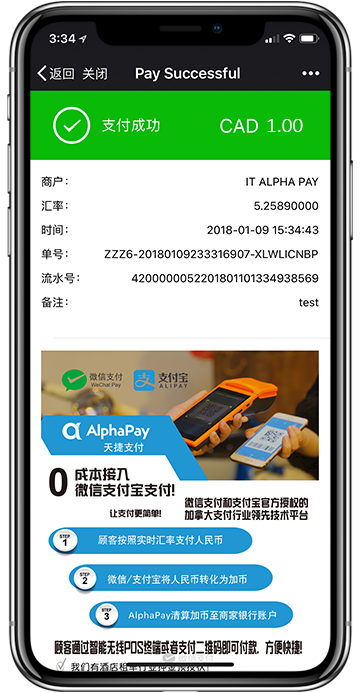 3:34
返回 关闭 Pay Successful
支付成功 CAD 1.00
商户： IT ALPHA PAY
汇率： 5.25890000
时间： 2018-01-09 15:34:43
单号： ZZZ6-20180109233316907-XLWLICNBP
流水号： 4200000052201801101334938569
备注： test
微信支付
WeChat Pay
支付宝
ALIPAY
AlphaPay
天捷支付
0 成本接入
微信支付宝支付!
让支付更简单!
微信支付和支付宝官方授权的
加拿大支付行业领先技术平台
STEP 1 顾客按照实时汇率支付人民币
STEP 2 微信/支付宝将人民币转化为加币
STEP 3 AlphaPay清算加币至商家银行账户
顾客通过智能无线POS终端或者支付二维码即可付款，方便快捷!
我们有酒店租车行业押金预授权!